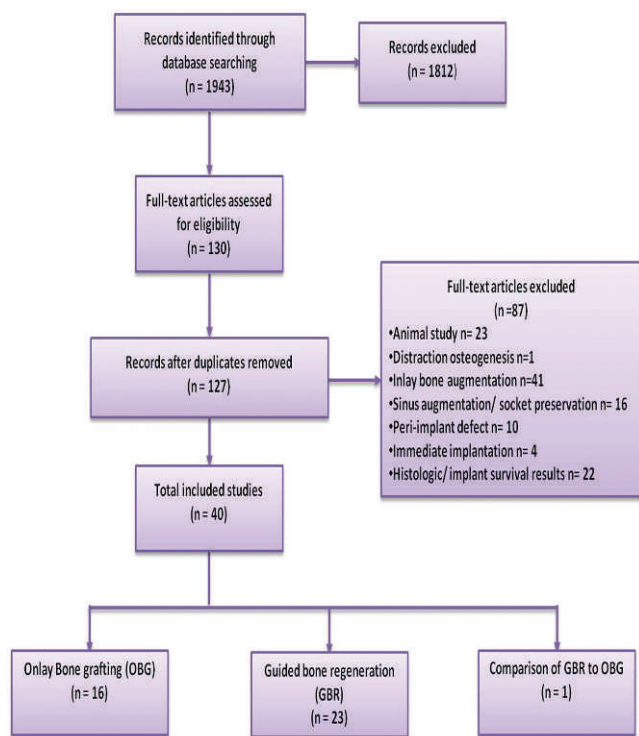 Records identified through
database searching
(n = 1943)
Records excluded
(n = 1812)
Full-text articles assessed
for eligibility
(n = 130)
Full-text articles excluded
(n =87)
•Animal study n= 23
•Distraction osteogenesis n=1
•Inlay bone augmentation n=41
•Sinus augmentation/ socket preservation n= 16
•Peri-implant defect n= 10
•Immediate implantation n= 4
•Histologic/ implant survival results n= 22
Records after duplicates removed
(n = 127)
Total included studies
(n = 40)
Onlay Bone grafting (OBG)
(n = 16)
Guided bone regeneration
(GBR)
(n = 23)
Comparison of GBR to OBG
(n = 1)